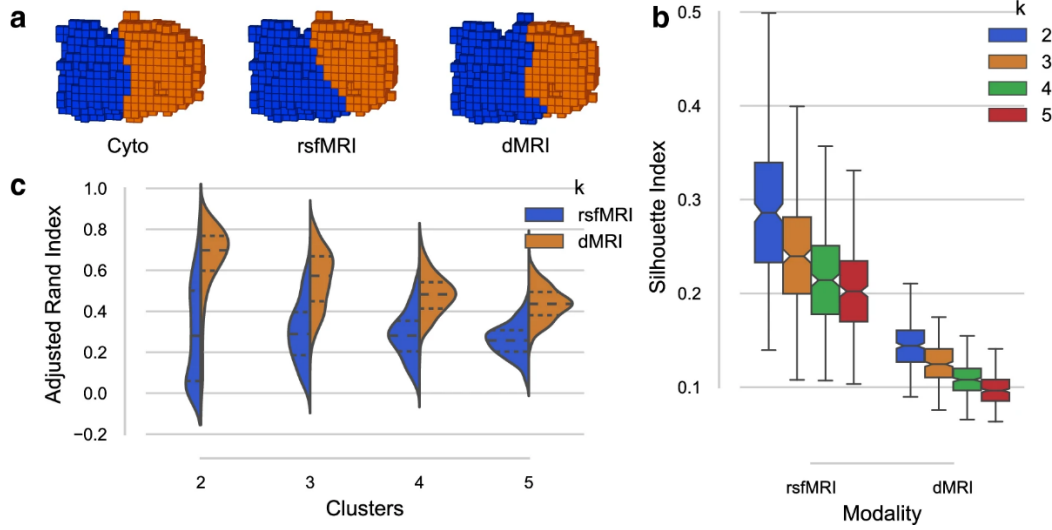 a
Cyto
rsfMRI
dMRI
b
k
2
3
4
5
0.5
0.4
0.3
0.2
0.1
Silhouette Index
rsfMRI
dMRI
Modality
c
k
rsfMRI
dMRI
1.0
0.8
0.6
0.4
0.2
0.0
−0.2
Adjusted Rand Index
2
3
4
5
Clusters